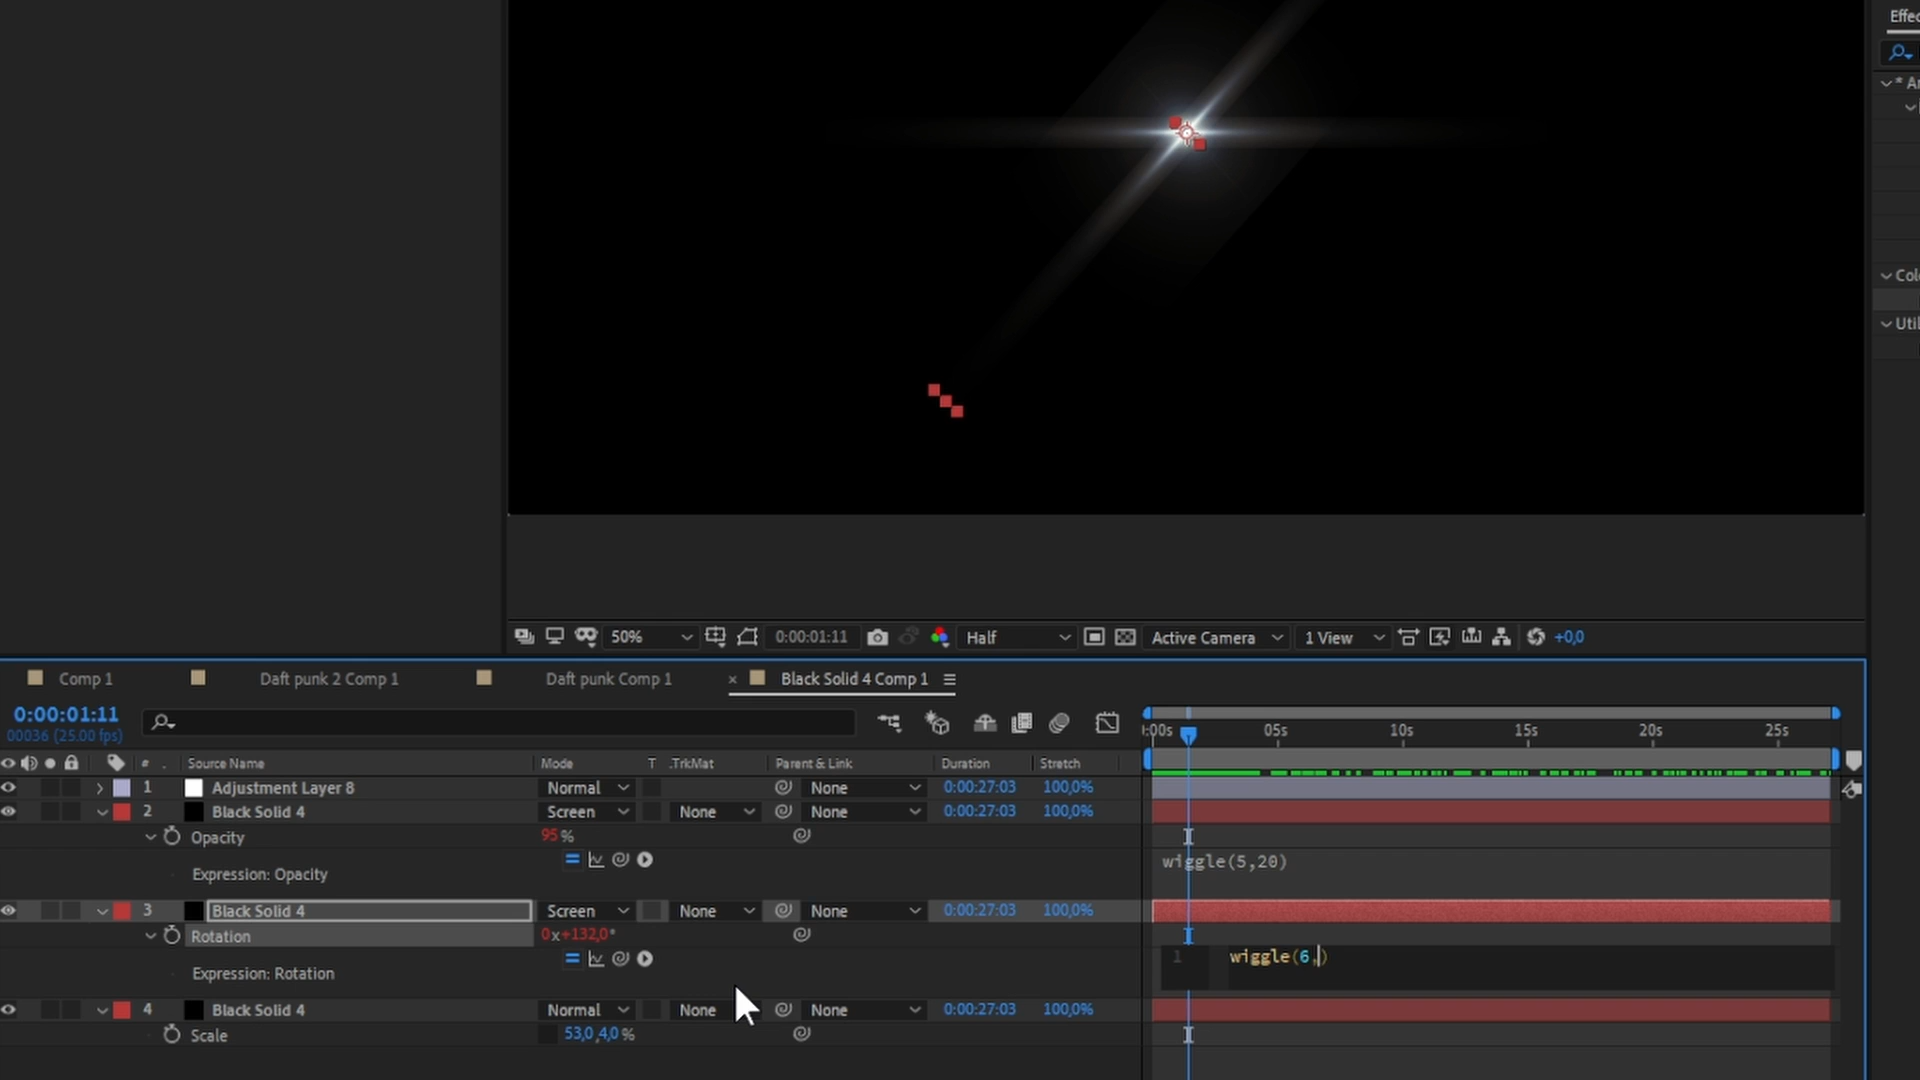 Effec
* An
Colo
Utili
50%
0:00:01:11
Half
Active Camera
1 View
+0,0
Comp 1
Daft punk 2 Comp 1
Daft punk Comp 1
× Black Solid 4 Comp 1
0:00:01:11
00036 (25.00 fps)
:00s 05s 10s 15s 20s 25s
# . Source Name Mode T .TrkMat Parent & Link Duration Stretch
1 Adjustment Layer 8 Normal None 0:00:27:03 100,0%
2 Black Solid 4 Screen None None 0:00:27:03 100,0%
Opacity 95 %
Expression: Opacity wiggle(5,20)
3 Black Solid 4 Screen None None 0:00:27:03 100,0%
Rotation 0x+132,0°
Expression: Rotation 1 wiggle(6,)
4 Black Solid 4 Normal None None 0:00:27:03 100,0%
Scale 53,0,4,0 %